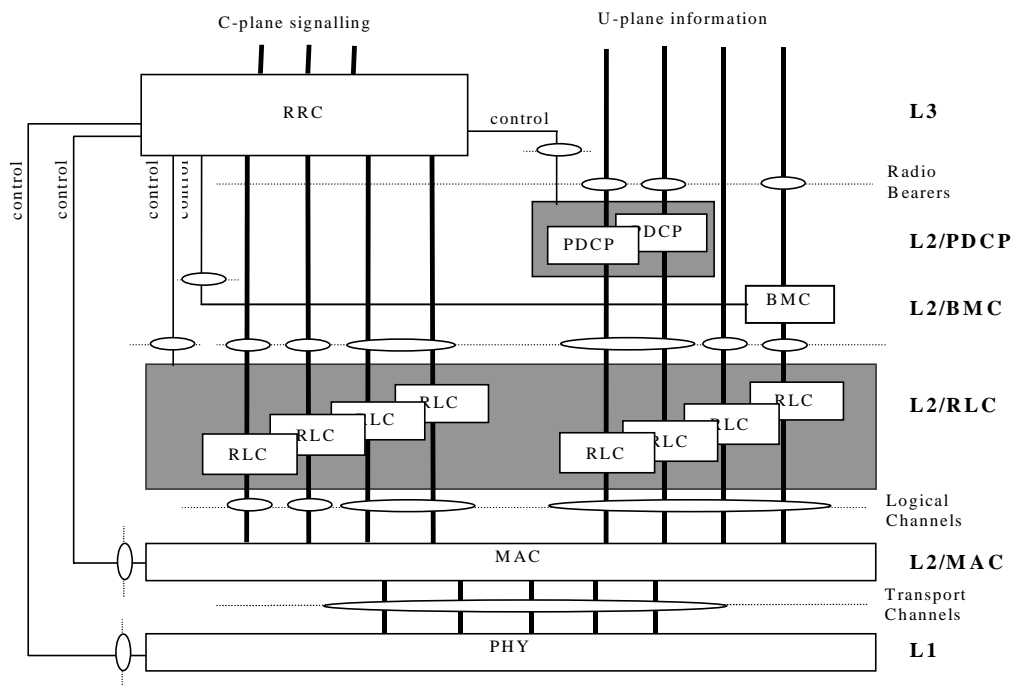 C-plane signalling
U-plane information
RRC
L3
control
control
control
control
control
Radio
Bearers
PDCP
PDCP
L2/PDCP
BMC
L2/BMC
RLC
RLC
RLC
RLC
RLC
RLC
RLC
RLC
L2/RLC
Logical
Channels
MAC
L2/MAC
Transport
Channels
PHY
L1